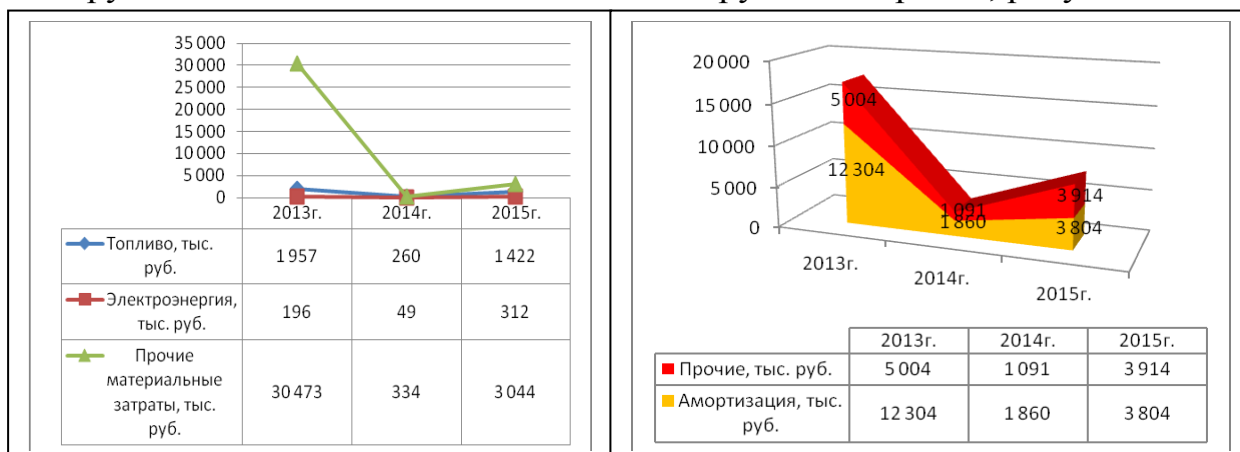 35 000
30 000
25 000
20 000
15 000
10 000
5 000
0
2013г. 2014г. 2015г.
Топливо, тыс.
руб.
1 957 260 1 422
Электроэнергия,
тыс. руб.
196 49 312
Прочие
материальные
затраты, тыс.
руб.
30 473 334 3 044
20 000
15 000
10 000
5 000
0
5 004
12 304
1 091
1 860
3 914
3 804
2013г.
2014г.
2015г.
2013г. 2014г. 2015г.
Прочие, тыс. руб. 5 004 1 091 3 914
Амортизация, тыс.
руб.
12 304 1 860 3 804